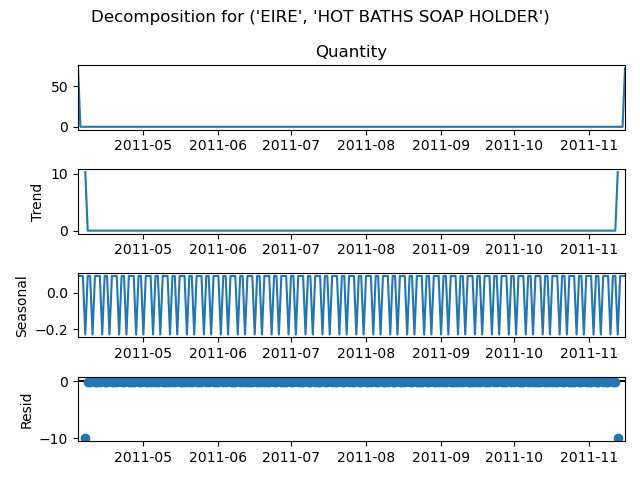 Decomposition for ('EIRE', 'HOT BATHS SOAP HOLDER')
Quantity
50
0
2011-05 2011-06 2011-07 2011-08 2011-09 2011-10 2011-11
Trend
10
0
2011-05 2011-06 2011-07 2011-08 2011-09 2011-10 2011-11
Seasonal
0.0
−0.2
2011-05 2011-06 2011-07 2011-08 2011-09 2011-10 2011-11
Resid
0
−10
2011-05 2011-06 2011-07 2011-08 2011-09 2011-10 2011-11